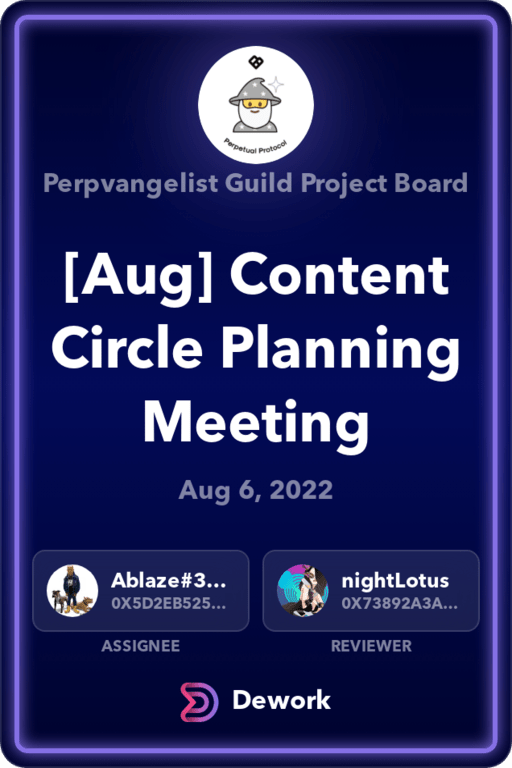 Perpetual Protocol
Perpvangelist Guild Project Board
[Aug] Content
Circle Planning
Meeting
Aug 6, 2022
Ablaze#3...
0X5D2EB525...
nightLotus
0X73892A3A...
ASSIGNEE
REVIEWER
Dework